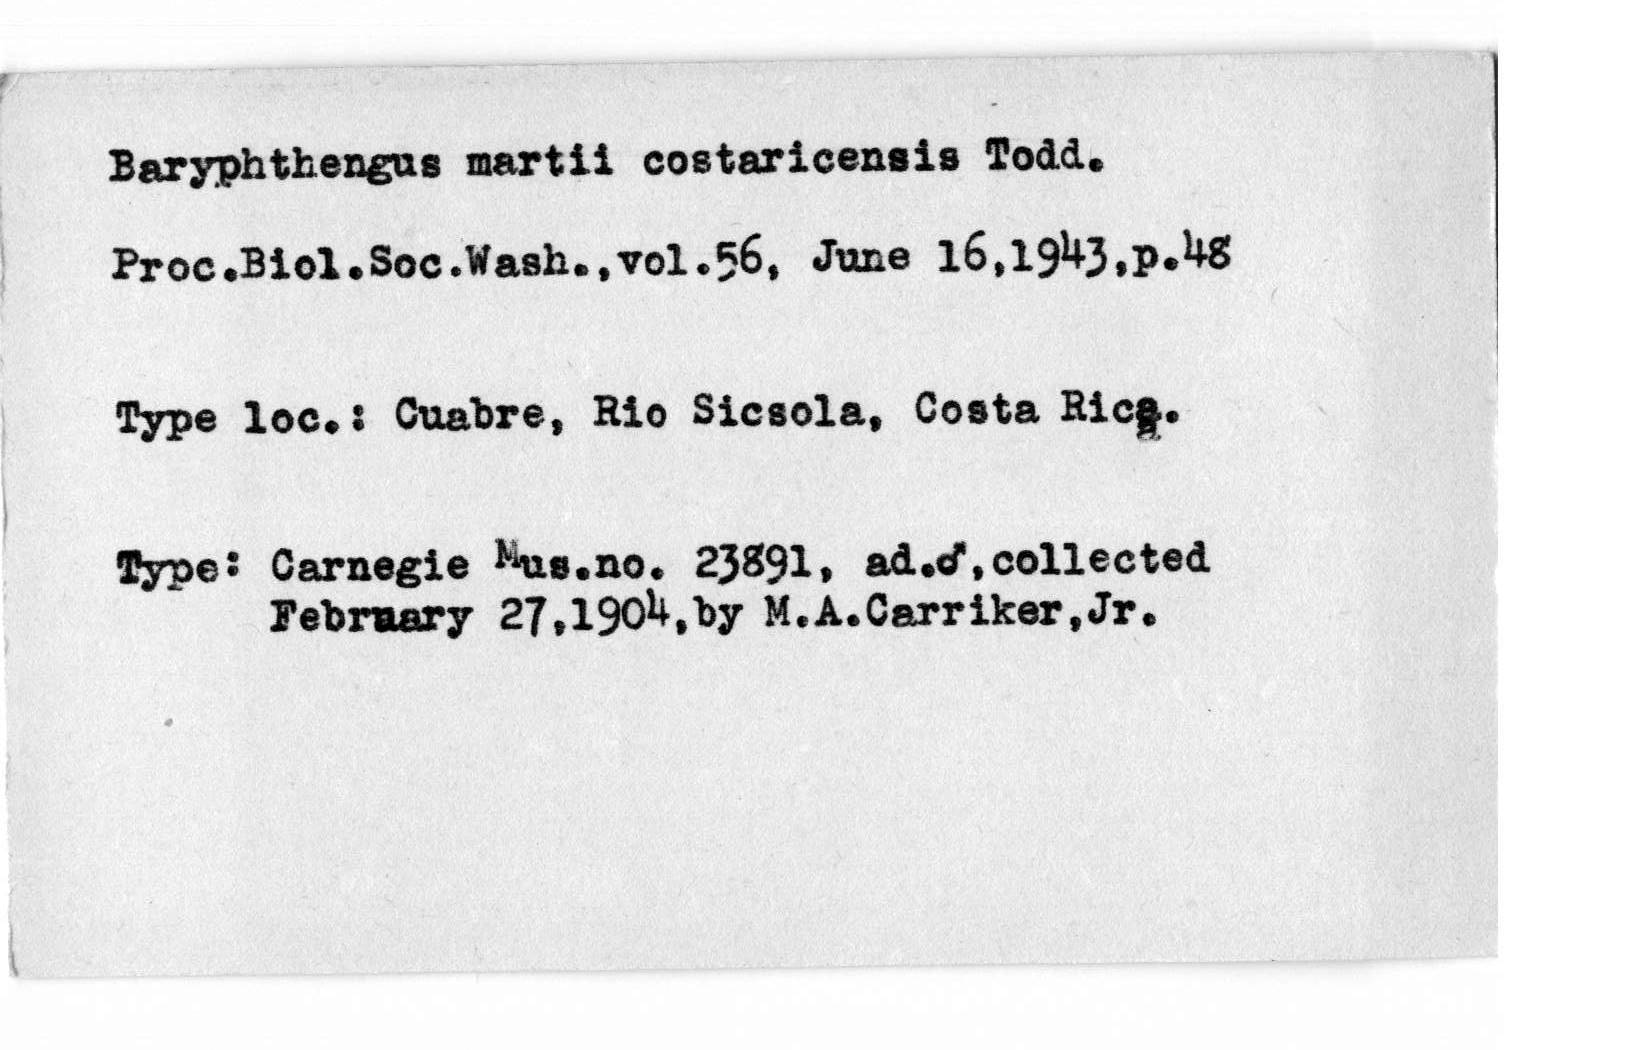 Baryphthengus martii costaricensis Todd.
Proc.Biol.Soc.Wash.,vol.56, June 16,1943,p.48
Type loc.: Cuabre, Rio Sicsola, Costa Rica.
Type: Carnegie Mus.no. 23891, ad.♂,collected
February 27,1904,by M.A.Carriker,Jr.